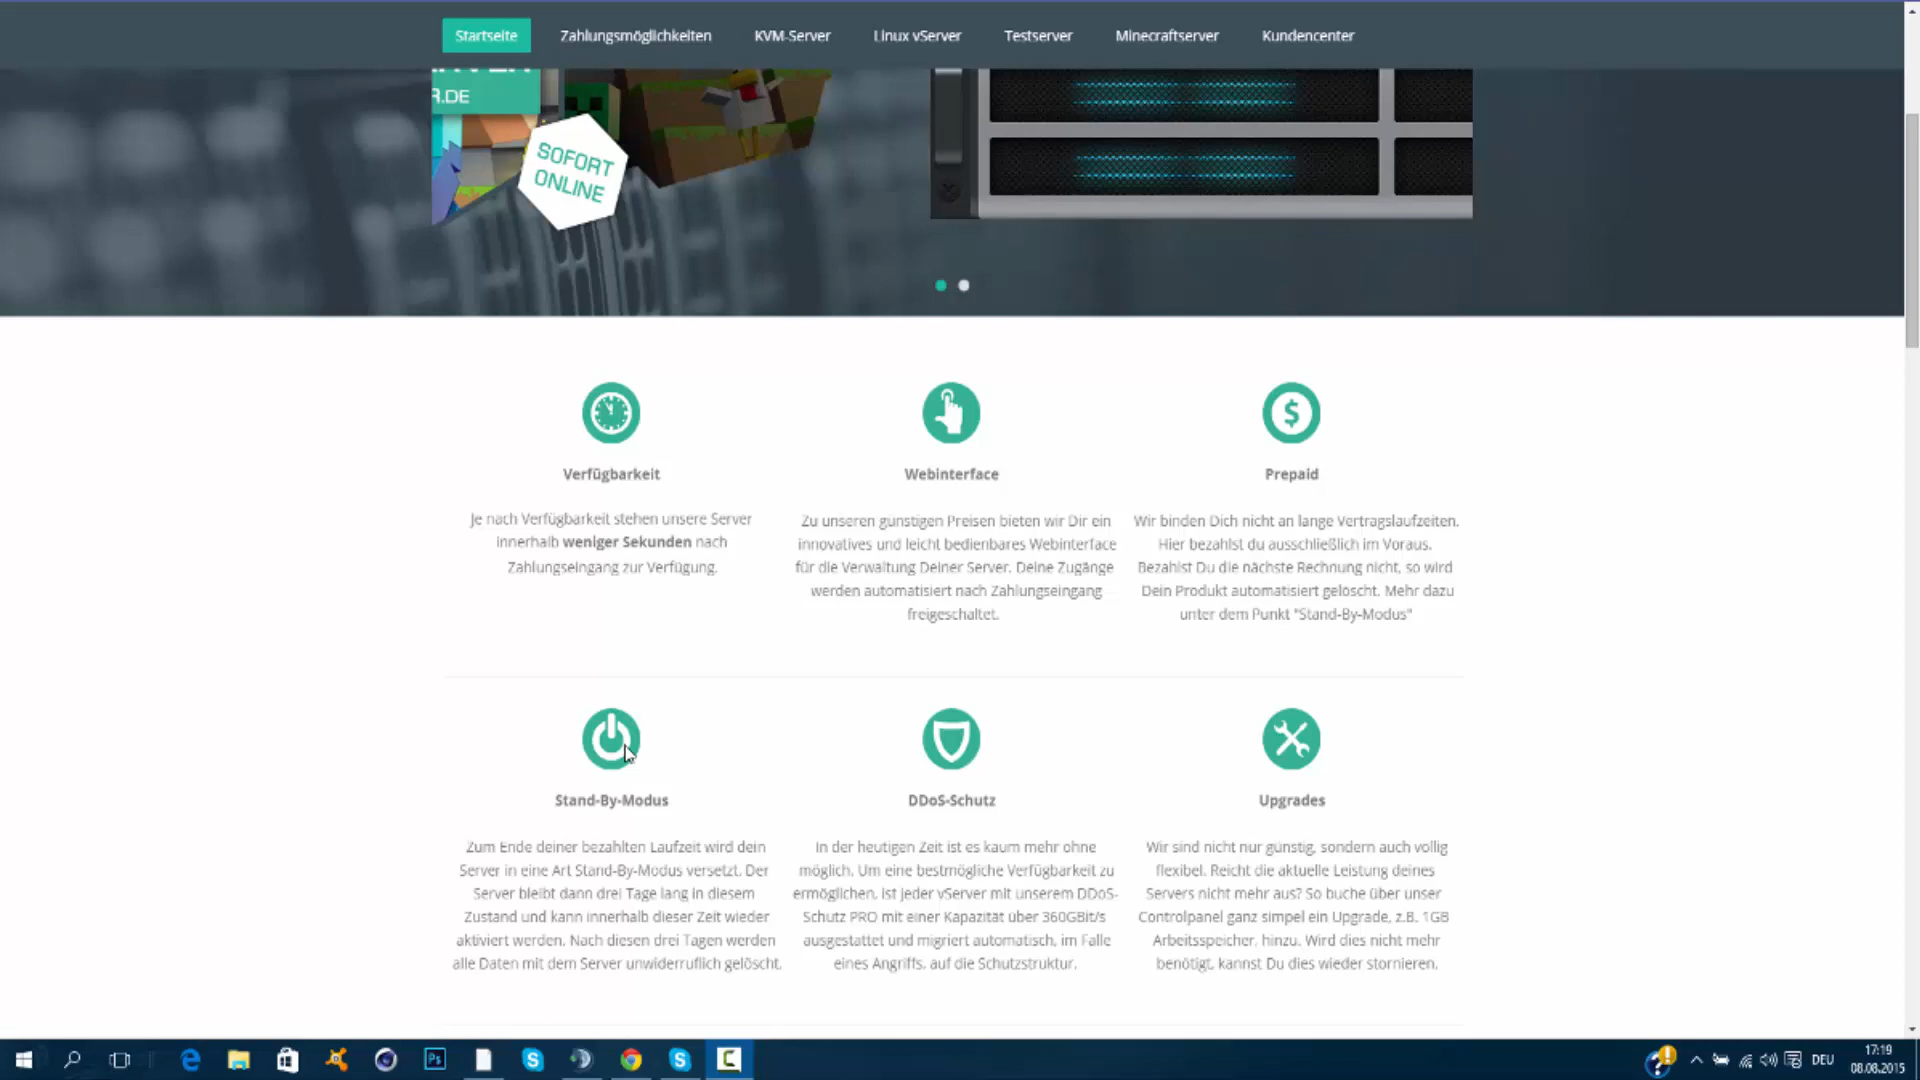 Startseite Zahlungsmöglichkeiten KVM-Server Linux vServer Testserver Minecraftserver Kundencenter
R.DE
SOFORT
ONLINE
Verfügbarkeit
Je nach Verfügbarkeit stehen unsere Server
innerhalb weniger Sekunden nach
Zahlungseingang zur Verfügung.
Webinterface
Zu unseren günstigen Preisen bieten wir Dir ein
innovatives und leicht bedienbares Webinterface
für die Verwaltung Deiner Server. Deine Zugänge
werden automatisiert nach Zahlungseingang
freigeschaltet.
Prepaid
Wir binden Dich nicht an lange Vertragslaufzeiten.
Hier bezahlst du ausschließlich im Voraus.
Bezahlst Du die nächste Rechnung nicht, so wird
Dein Produkt automatisiert gelöscht. Mehr dazu
unter dem Punkt "Stand-By-Modus"
Stand-By-Modus
Zum Ende deiner bezahlten Laufzeit wird dein
Server in eine Art Stand-By-Modus versetzt. Der
Server bleibt dann drei Tage lang in diesem
Zustand und kann innerhalb dieser Zeit wieder
aktiviert werden. Nach diesen drei Tagen werden
alle Daten mit dem Server unwiderruflich gelöscht.
DDoS-Schutz
In der heutigen Zeit ist es kaum mehr ohne
möglich. Um eine bestmögliche Verfügbarkeit zu
ermöglichen, ist jeder vServer mit unserem DDoS-
Schutz PRO mit einer Kapazität über 360GBit/s
ausgestattet und migriert automatisch, im Falle
eines Angriffs, auf die Schutzstruktur.
Upgrades
Wir sind nicht nur günstig, sondern auch völlig
flexibel. Reicht die aktuelle Leistung deines
Servers nicht mehr aus? So buche über unser
Controlpanel ganz simpel ein Upgrade, z.B. 1GB
Arbeitsspeicher, hinzu. Wird dies nicht mehr
benötigt, kannst Du dies wieder stornieren.
Ps
DEU
17:19
08.08.2015